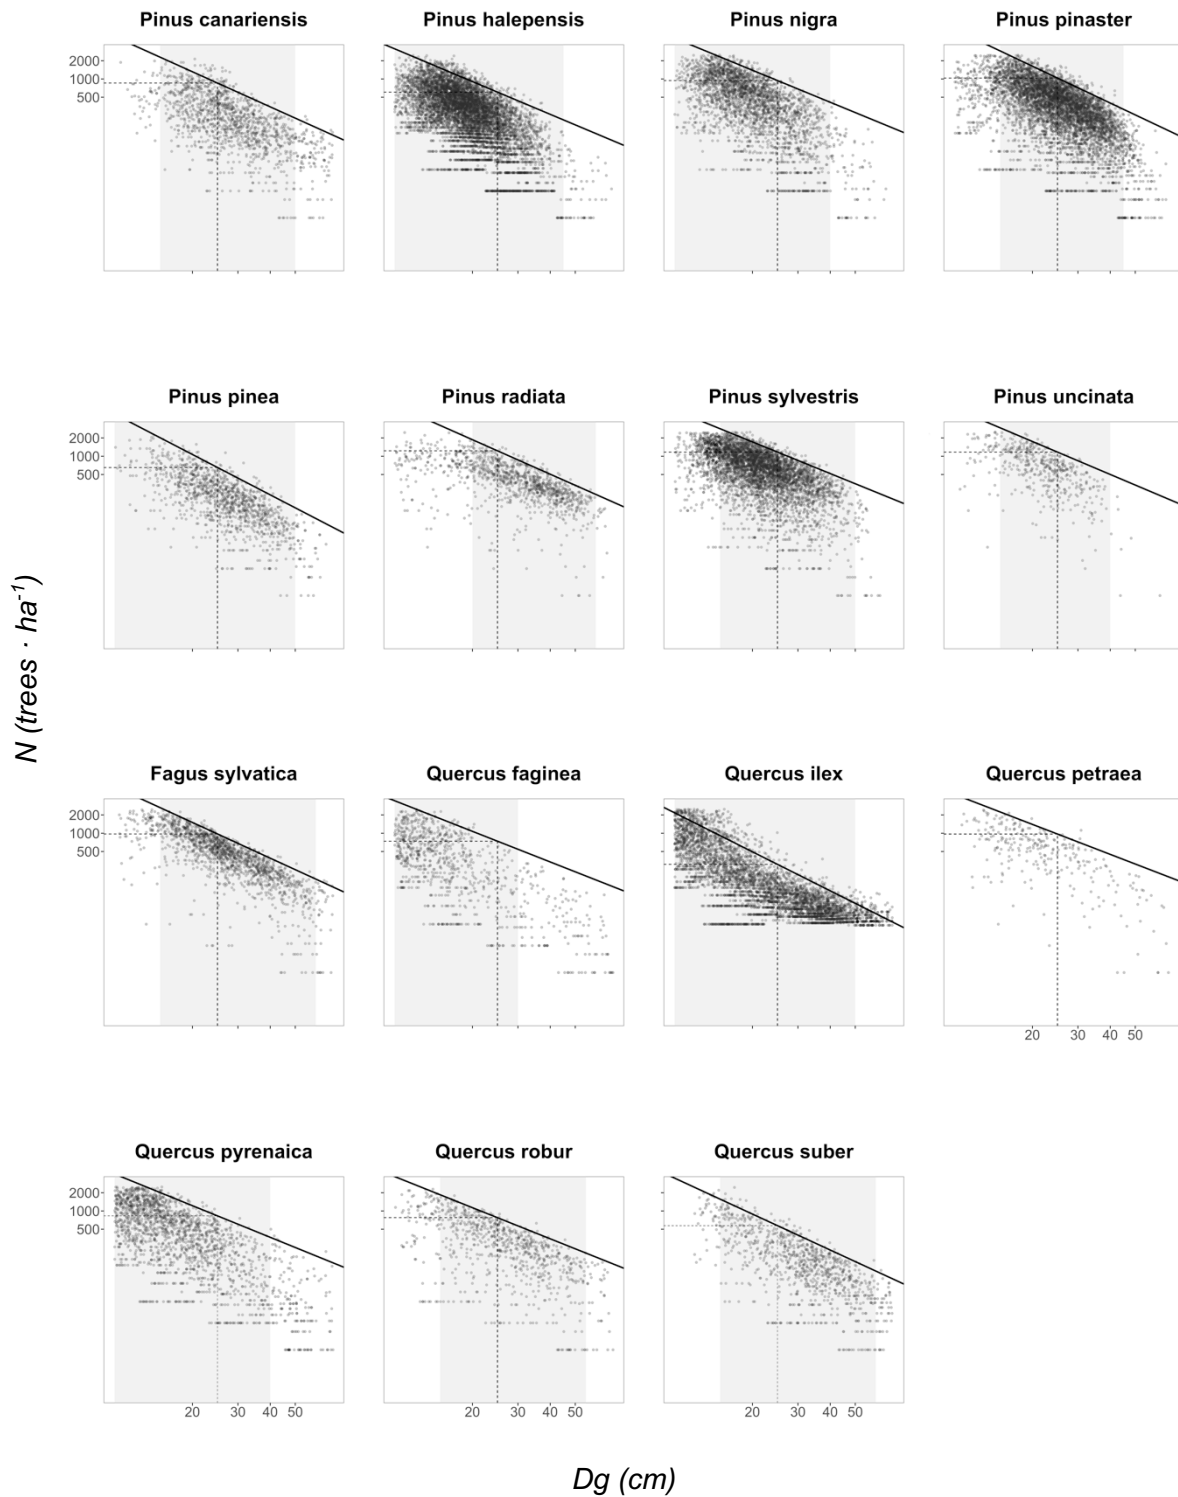 Pinus canariensis
Pinus halepensis
Pinus nigra
Pinus pinaster
2000
1000
500
Pinus pinea
Pinus radiata
Pinus sylvestris
Pinus uncinata
2000
1000
500
N (trees · ha⁻¹)
Fagus sylvatica
Quercus faginea
Quercus ilex
Quercus petraea
2000
1000
500
20 30 40 50
Quercus pyrenaica
Quercus robur
Quercus suber
2000
1000
500
20 30 40 50
20 30 40 50
20 30 40 50
Dg (cm)